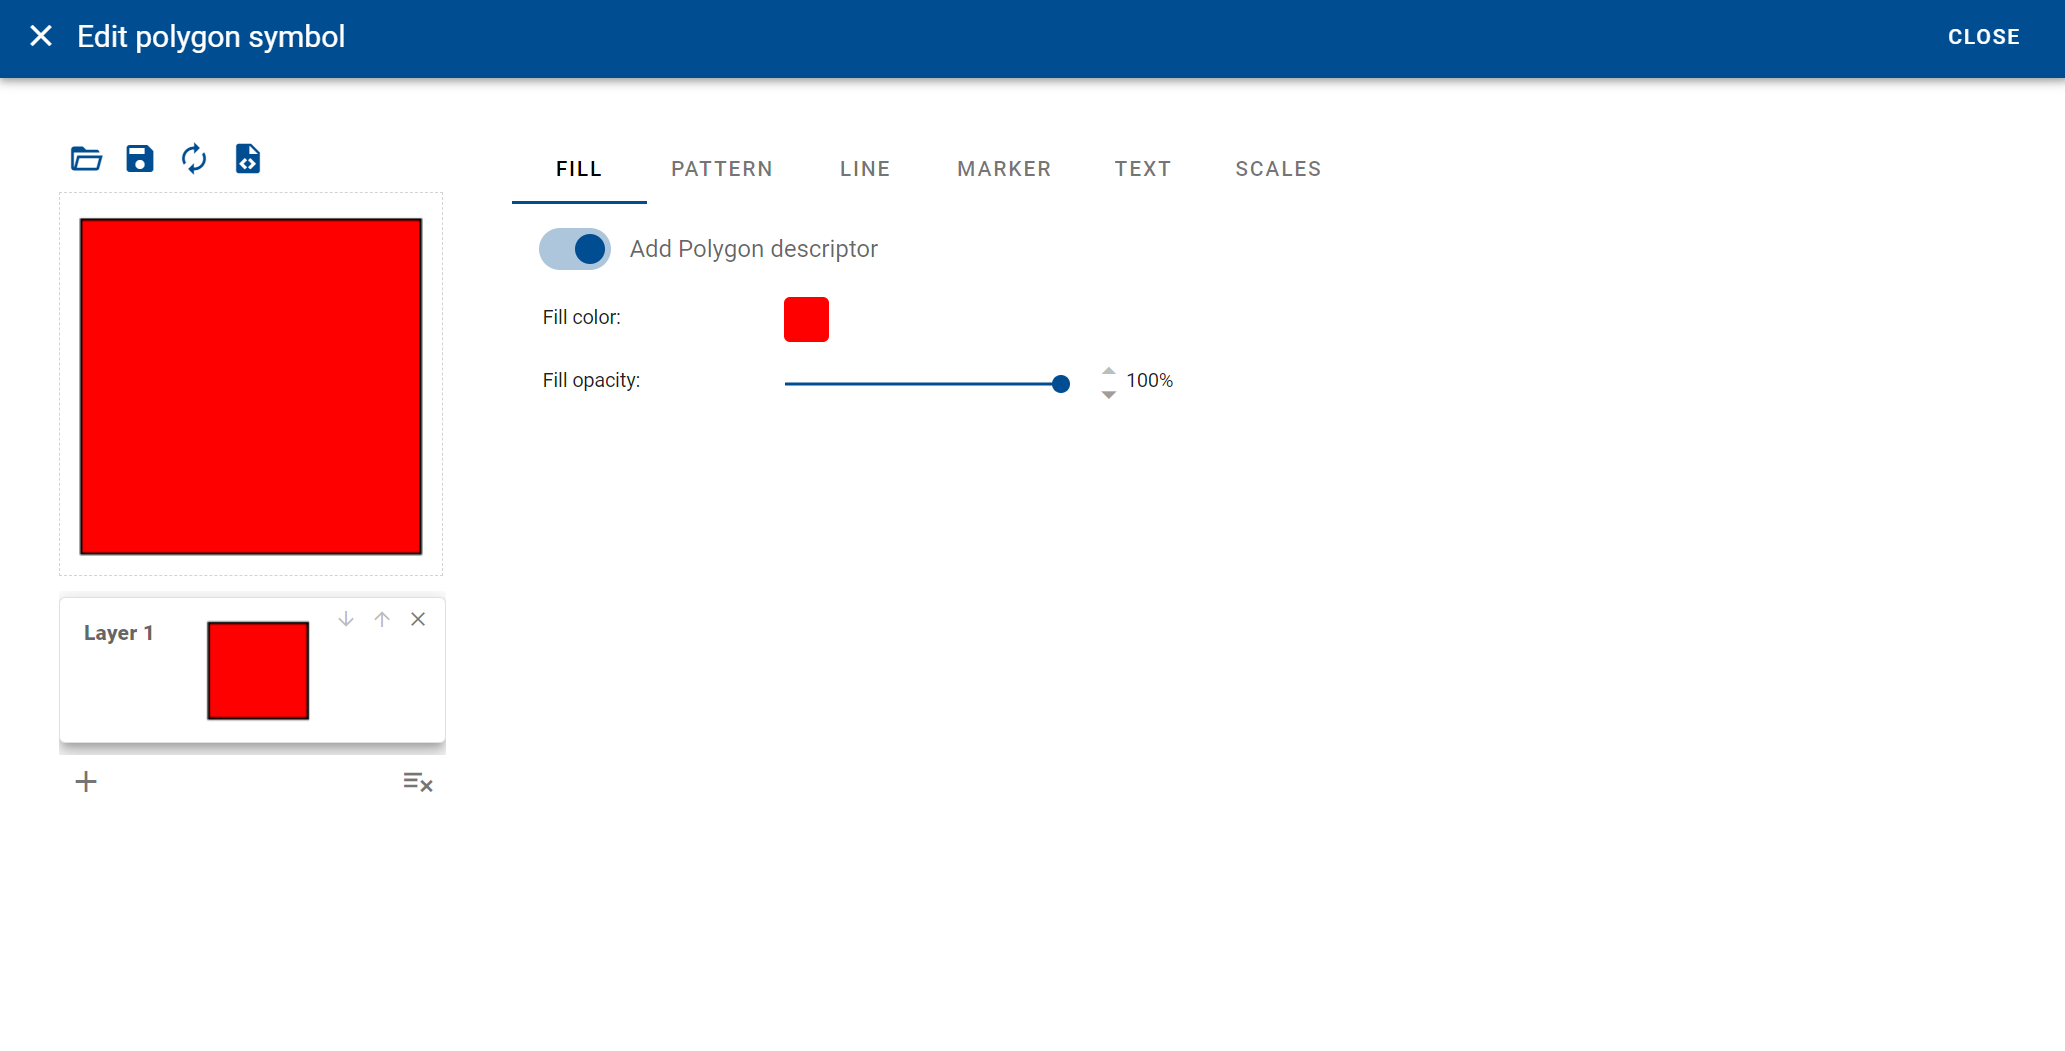 Edit polygon symbol
CLOSE
FILL PATTERN LINE MARKER TEXT SCALES
Add Polygon descriptor
Fill color:
Fill opacity: 100%
Layer 1